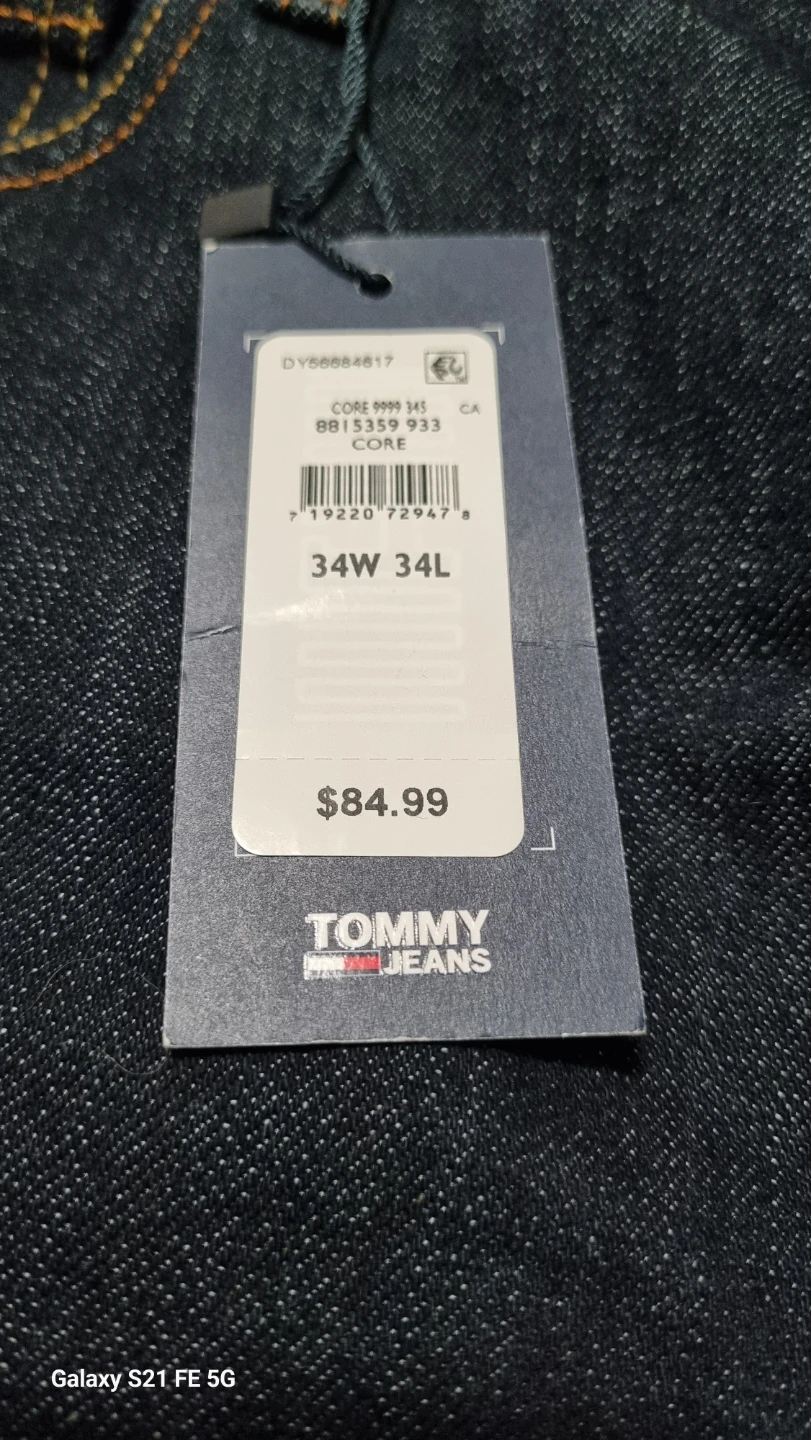 DY56684617
CORE 9999 345 CA
8815359 933
CORE
7 19220 72947 8
34W 34L
$84.99
TOMMY
JEANS
Galaxy S21 FE 5G